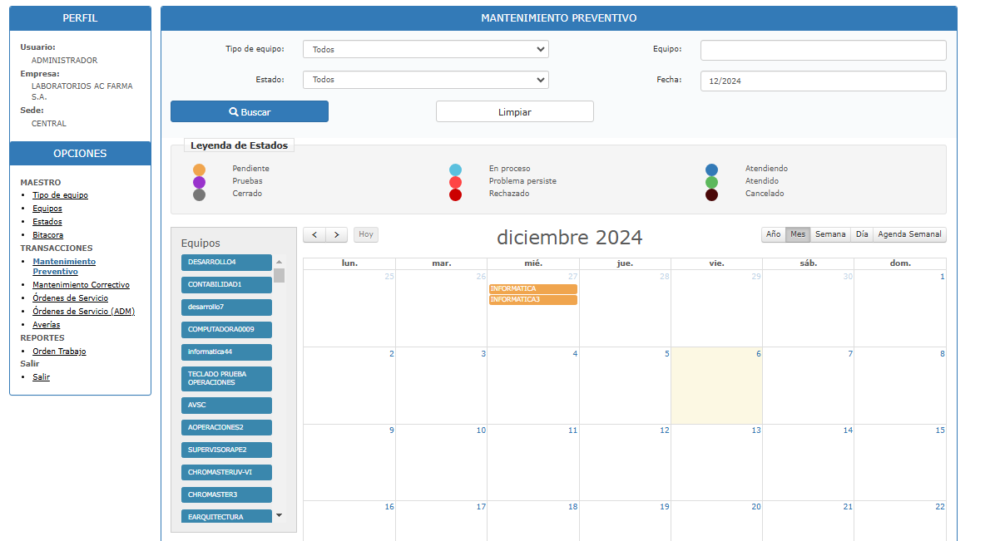 PERFIL
Usuario:
ADMINISTRADOR
Empresa:
LABORATORIOS AC FARMA
S.A.
Sede:
CENTRAL
OPCIONES
MAESTRO
Tipo de equipo
Equipos
Estados
Bitacora
TRANSACCIONES
Mantenimiento
Preventivo
Mantenimiento Correctivo
Órdenes de Servicio
Órdenes de Servicio (ADM)
Averías
REPORTES
Orden Trabajo
Salir
Salir
MANTENIMIENTO PREVENTIVO
Tipo de equipo: Todos Equipo:
Estado: Todos Fecha: 12/2024
Buscar Limpiar
Leyenda de Estados
Pendiente En proceso Atendiendo
Pruebas Problema persiste Atendido
Cerrado Rechazado Cancelado
Equipos
DESARROLLO4
CONTABILIDAD1
desarrollo7
COMPUTADORA0009
informatica44
TECLADO PRUEBA
OPERACIONES
AVSC
AOPERACIONES2
SUPERVISORAPE2
CHROMASTERUV-VI
CHROMASTER3
EARQUITECTURA
Hoy diciembre 2024 Año Mes Semana Día Agenda Semanal
lun. mar. mié. jue. vie. sáb. dom.
25 26 27 28 29 30 1
INFORMATICA
INFORMATICA3
2 3 4 5 6 7 8
9 10 11 12 13 14 15
16 17 18 19 20 21 22